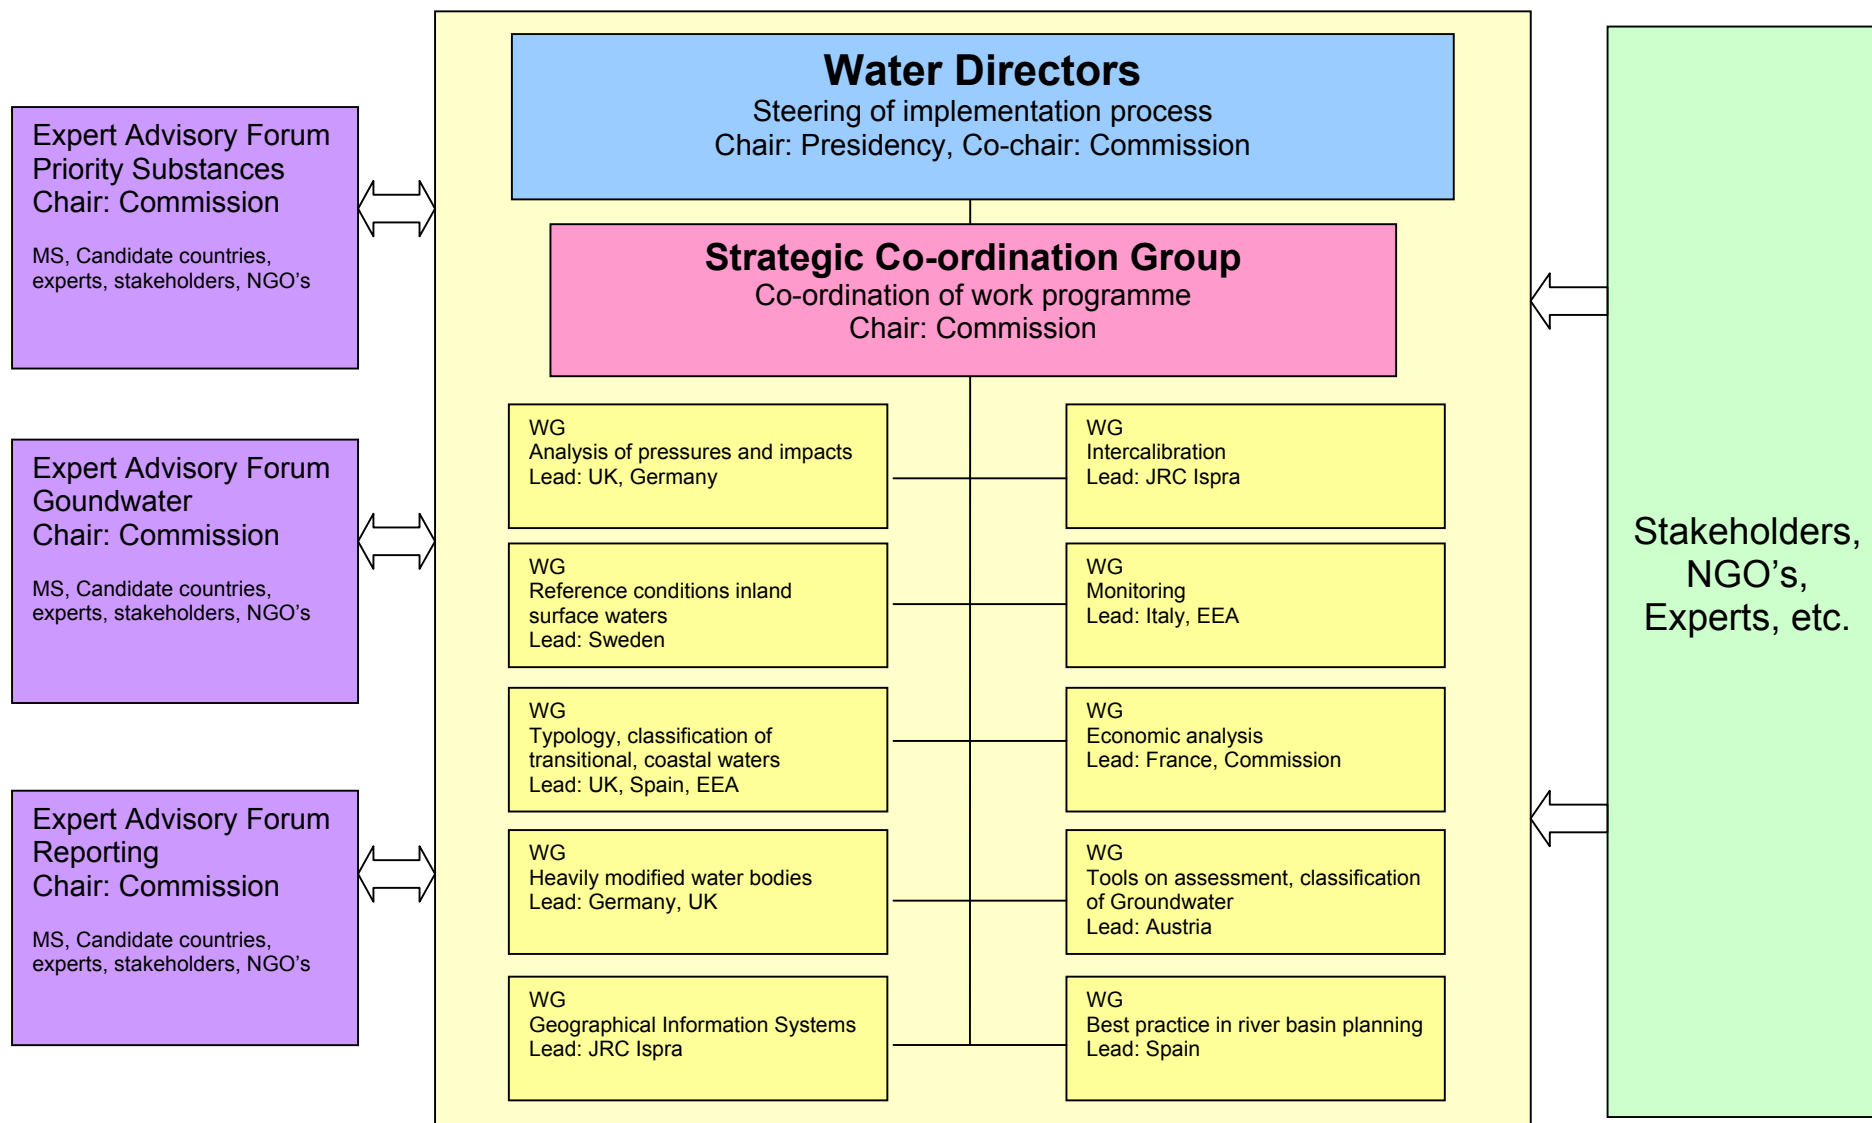 Water Directors
Steering of implementation process
Chair: Presidency, Co-chair: Commission
Strategic Co-ordination Group
Co-ordination of work programme
Chair: Commission
Expert Advisory Forum
Priority Substances
Chair: Commission
MS, Candidate countries,
experts, stakeholders, NGO’s
Expert Advisory Forum
Goundwater
Chair: Commission
MS, Candidate countries,
experts, stakeholders, NGO’s
Expert Advisory Forum
Reporting
Chair: Commission
MS, Candidate countries,
experts, stakeholders, NGO’s
WG
Analysis of pressures and impacts
Lead: UK, Germany
WG
Intercalibration
Lead: JRC Ispra
WG
Reference conditions inland
surface waters
Lead: Sweden
WG
Monitoring
Lead: Italy, EEA
WG
Typology, classification of
transitional, coastal waters
Lead: UK, Spain, EEA
WG
Economic analysis
Lead: France, Commission
WG
Heavily modified water bodies
Lead: Germany, UK
WG
Tools on assessment, classification
of Groundwater
Lead: Austria
WG
Geographical Information Systems
Lead: JRC Ispra
WG
Best practice in river basin planning
Lead: Spain
Stakeholders,
NGO’s,
Experts, etc.